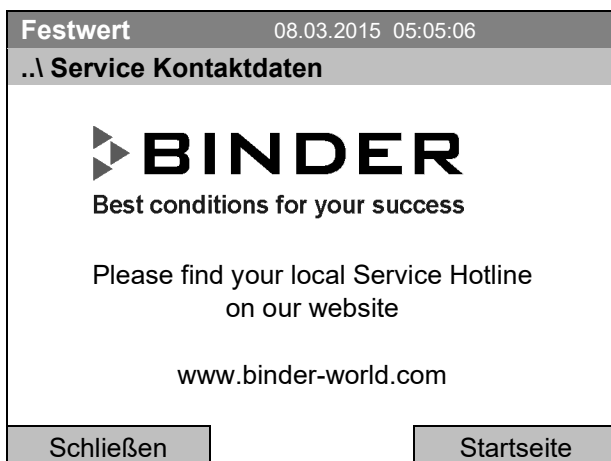 Festwert 08.03.2015 05:05:06
..\ Service Kontaktdaten
BINDER
Best conditions for your success
Please find your local Service Hotline
on our website
www.binder-world.com
Schließen Startseite